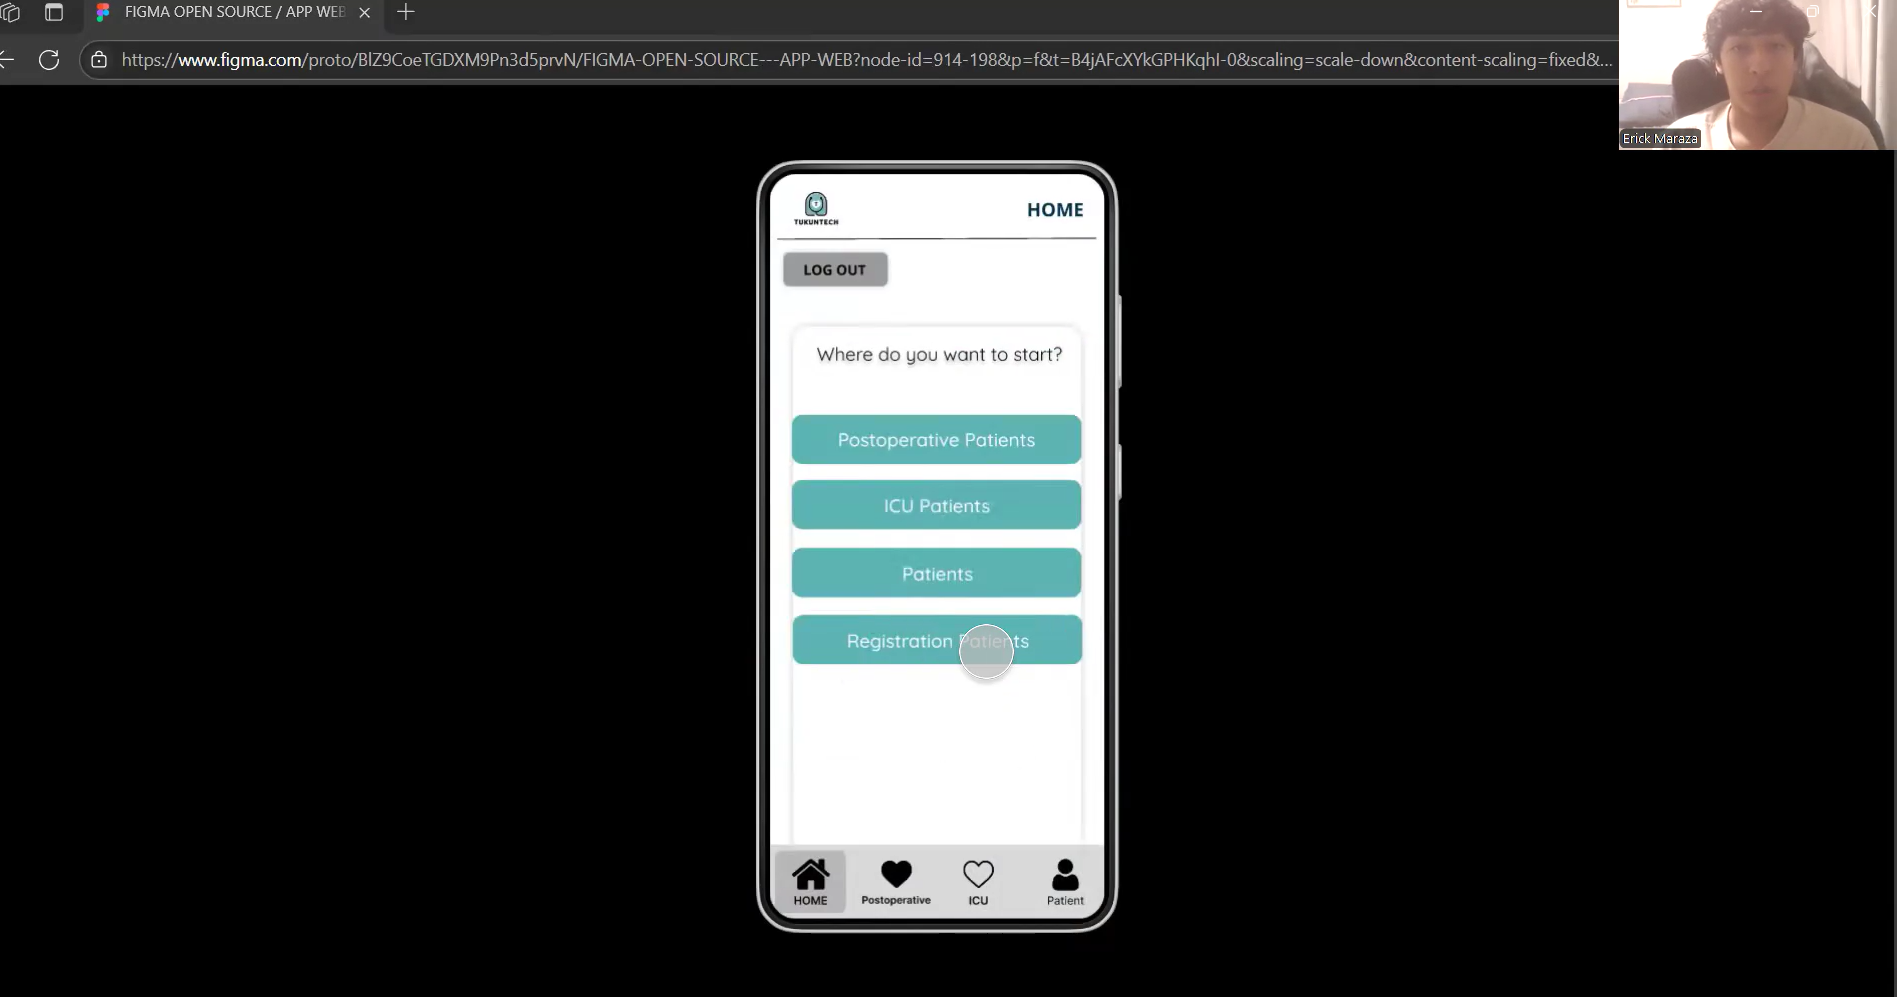 FIGMA OPEN SOURCE / APP WEB
https://www.figma.com/proto/BlZ9CoeTGDXM9Pn3d5prvN/FIGMA-OPEN-SOURCE---APP-WEB?node-id=914-198&p=f&t=B4jAFcXYkGPHKqhI-0&scaling=scale-down&content-scaling=fixed&...
Erick Maraza
TUKUNTECH
HOME
LOG OUT
Where do you want to start?
Postoperative Patients
ICU Patients
Patients
Registration Patients
HOME
Postoperative
ICU
Patient